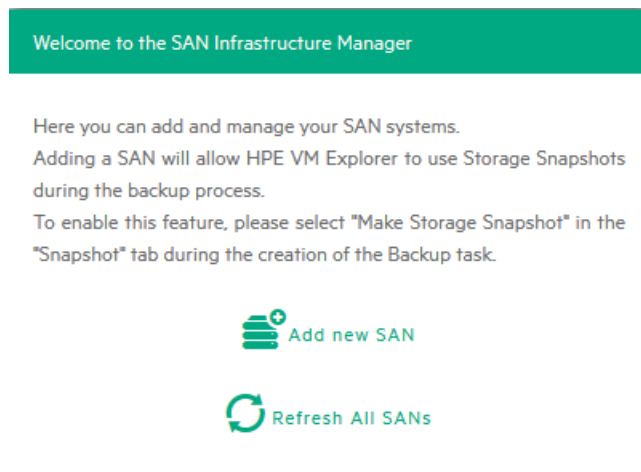 Welcome to the SAN Infrastructure Manager
Here you can add and manage your SAN systems.
Adding a SAN will allow HPE VM Explorer to use Storage Snapshots
during the backup process.
To enable this feature, please select "Make Storage Snapshot" in the
"Snapshot" tab during the creation of the Backup task.
Add new SAN
Refresh All SANs